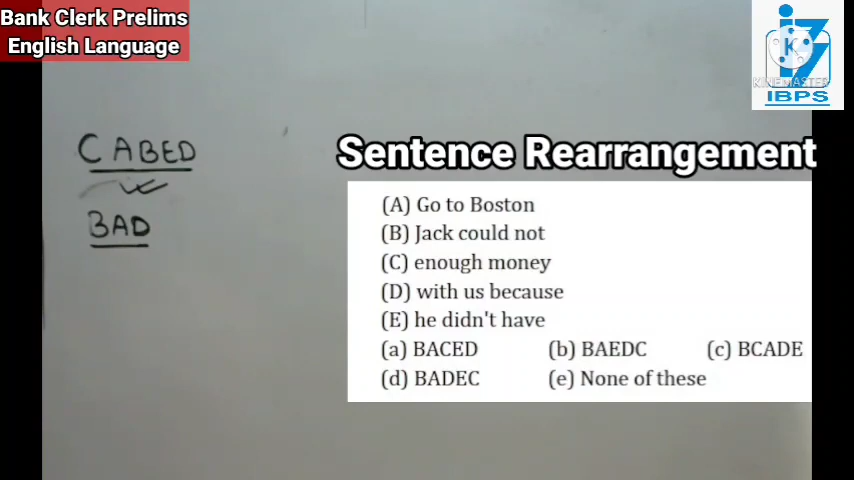 Bank Clerk Prelims
English Language
KINEMASTER
IBPS
CABED
BAD
Sentence Rearrangement
(A) Go to Boston
(B) Jack could not
(C) enough money
(D) with us because
(E) he didn't have
(a) BACED (b) BAEDC (c) BCADE
(d) BADEC (e) None of these